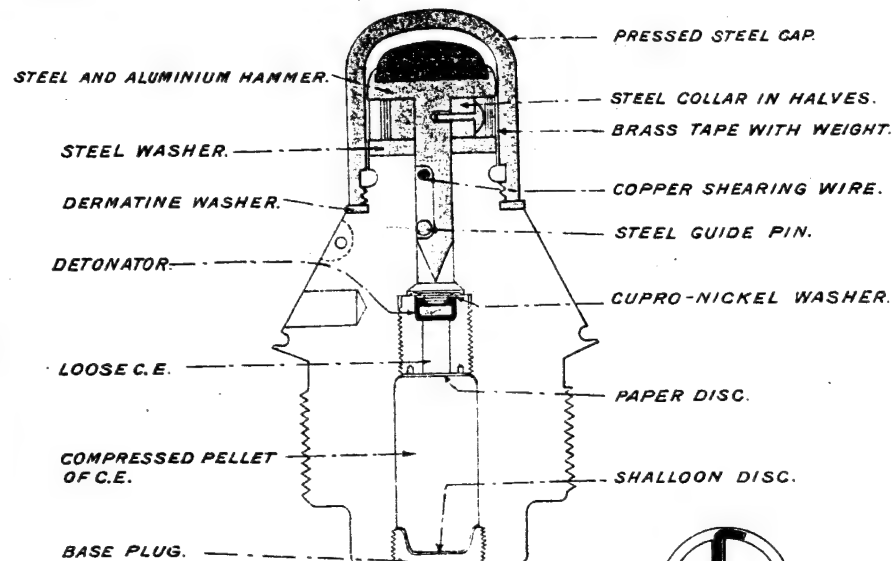 PRESSED STEEL CAP.
STEEL AND ALUMINIUM HAMMER.
STEEL COLLAR IN HALVES.
BRASS TAPE WITH WEIGHT.
STEEL WASHER.
COPPER SHEARING WIRE.
DERMATINE WASHER.
STEEL GUIDE PIN.
DETONATOR.
CUPRO-NICKEL WASHER.
LOOSE C.E.
PAPER DISC.
COMPRESSED PELLET
OF C.E.
SHALLOON DISC.
BASE PLUG.